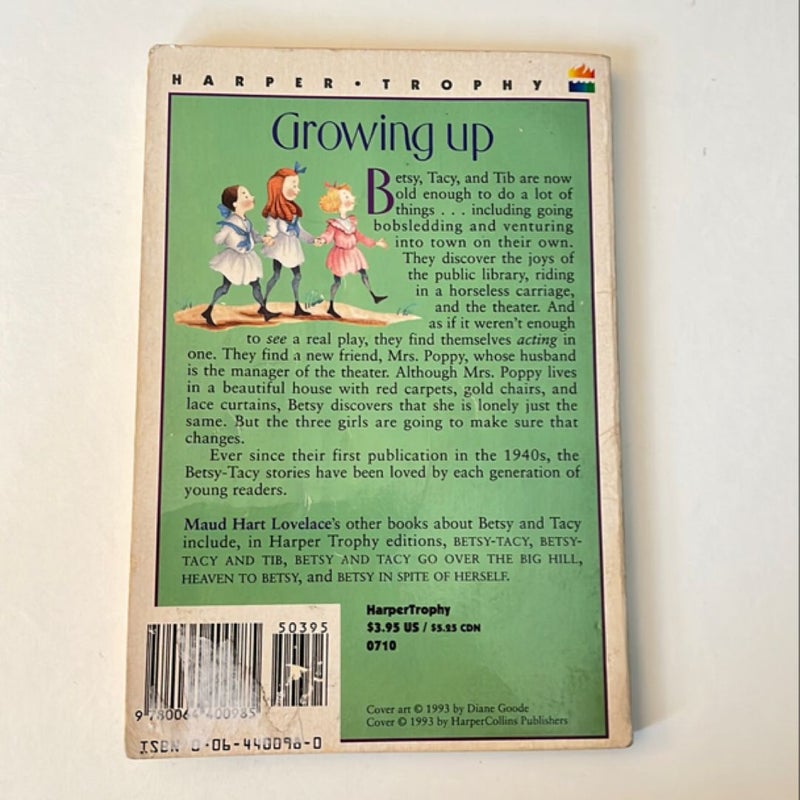 HARPER • TROPHY
Growing up
Betsy, Tacy, and Tib are now
old enough to do a lot of
things . . . including going
bobsledding and venturing
into town on their own.
They discover the joys of
the public library, riding
in a horseless carriage,
and the theater. And
as if it weren't enough
to see a real play, they find themselves acting in
one. They find a new friend, Mrs. Poppy, whose husband
is the manager of the theater. Although Mrs. Poppy lives
in a beautiful house with red carpets, gold chairs, and
lace curtains, Betsy discovers that she is lonely just the
same. But the three girls are going to make sure that
changes.
Ever since their first publication in the 1940s, the
Betsy-Tacy stories have been loved by each generation of
young readers.
Maud Hart Lovelace's other books about Betsy and Tacy
include, in Harper Trophy editions, BETSY-TACY, BETSY-
TACY AND TIB, BETSY AND TACY GO OVER THE BIG HILL,
HEAVEN TO BETSY, and BETSY IN SPITE OF HERSELF.
HarperTrophy
$3.95 US / $5.25 CDN
0710
50395
9 780064 400985
ISBN 0-06-440098-0
Cover art © 1993 by Diane Goode
Cover © 1993 by HarperCollins Publishers